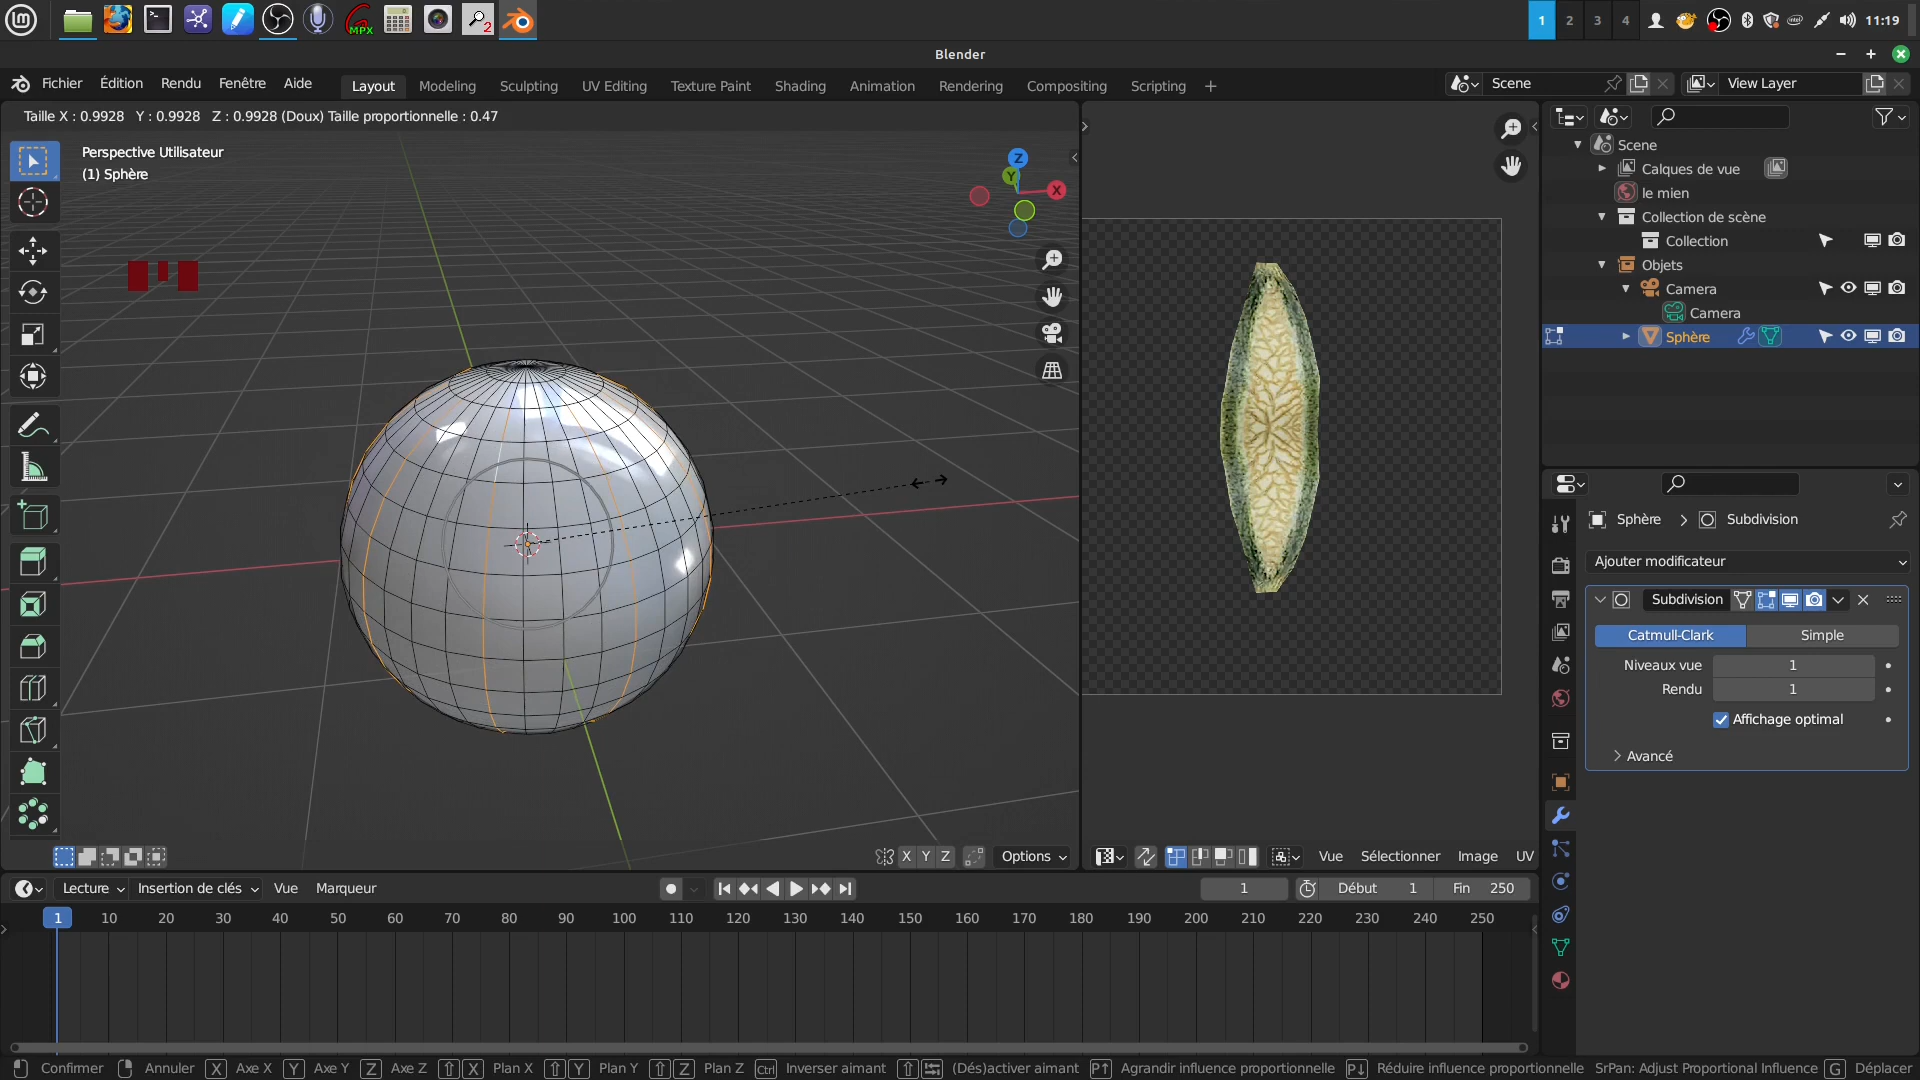 MPX
2
1 2 3 4
11:19
Blender
Fichier Édition Rendu Fenêtre Aide
Layout Modeling Sculpting UV Editing Texture Paint Shading Animation Rendering Compositing Scripting +
Scene
View Layer
Taille X : 0.9928 Y : 0.9928 Z : 0.9928 (Doux) Taille proportionnelle : 0.47
Perspective Utilisateur
(1) Sphère
Z
Y
X
Scene
Calques de vue
le mien
Collection de scène
Collection
Objets
Camera
Camera
Sphère
Sphère > Subdivision
Ajouter modificateur
Subdivision
Catmull-Clark Simple
Niveaux vue 1
Rendu 1
Affichage optimal
Avancé
X Y Z Options
Vue Sélectionner Image UV
Lecture Insertion de clés Vue Marqueur
1 Début 1 Fin 250
1 10 20 30 40 50 60 70 80 90 100 110 120 130 140 150 160 170 180 190 200 210 220 230 240 250
Confirmer Annuler X Axe X Y Axe Y Z Axe Z X Plan X Y Plan Y Z Plan Z Ctrl Inverser aimant (Dés)activer aimant P↑ Agrandir influence proportionnelle P↓ Réduire influence proportionnelle SrPan: Adjust Proportional Influence G Déplacer